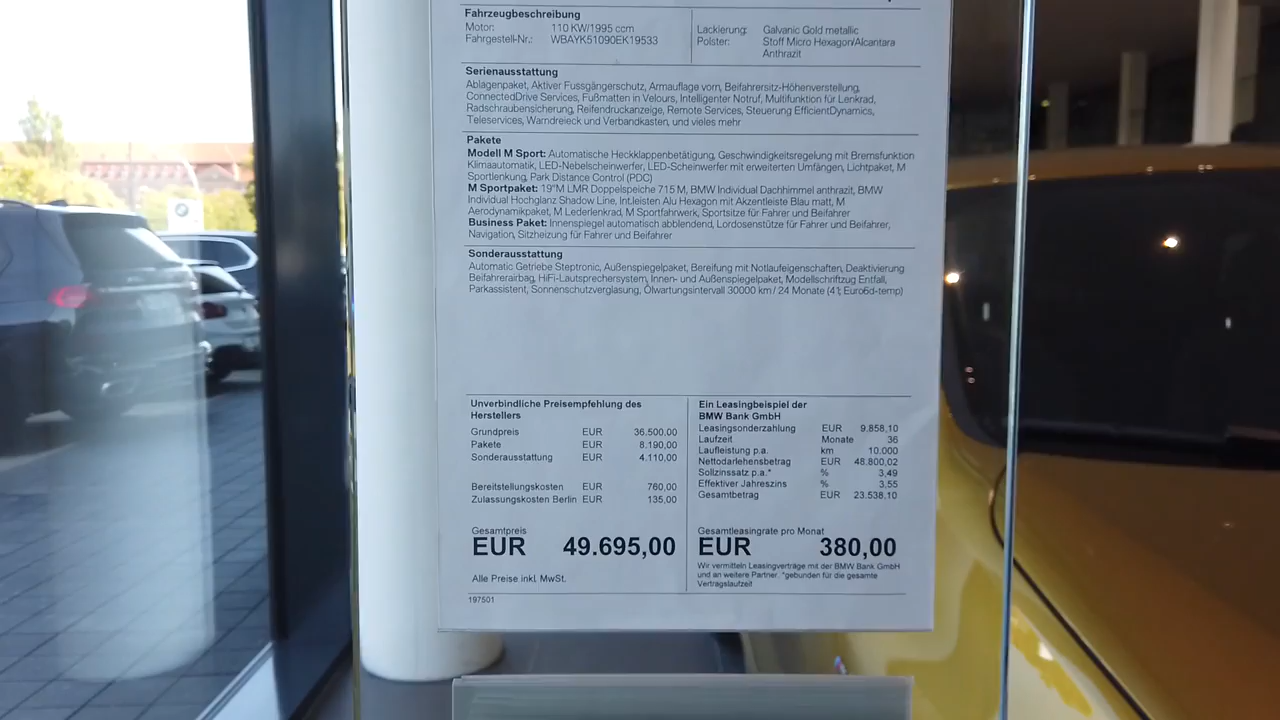 Fahrzeugbeschreibung
Motor: 110 KW/1995 ccm
Fahrgestell-Nr.: WBAYK51090EK19533
Lackierung: Galvanic Gold metallic
Polster: Stoff Micro Hexagon/Alcantara
Anthrazit
Serienausstattung
Ablagenpaket, Aktiver Fussgängerschutz, Armauflage vorn, Beifahrersitz-Höhenverstellung,
ConnectedDrive Services, Fußmatten in Velours, Intelligenter Notruf, Multifunktion für Lenkrad,
Radschraubensicherung, Reifendruckanzeige, Remote Services, Steuerung EfficientDynamics,
Teleservices, Warndreieck und Verbandkasten, und vieles mehr
Pakete
Modell M Sport: Automatische Heckklappenbetätigung, Geschwindigkeitsregelung mit Bremsfunktion
Klimaautomatik, LED-Nebelscheinwerfer, LED-Scheinwerfer mit erweiterten Umfängen, Lichtpaket, M
Sportlenkung, Park Distance Control (PDC)
M Sportpaket: 19"M LMR Doppelspeiche 715 M, BMW Individual Dachhimmel anthrazit, BMW
Individual Hochglanz Shadow Line, Int.leisten Alu Hexagon mit Akzentleiste Blau matt, M
Aerodynamikpaket, M Lederlenkrad, M Sportfahrwerk, Sportsitze für Fahrer und Beifahrer
Business Paket: Innenspiegel automatisch abblendend, Lordosenstütze für Fahrer und Beifahrer,
Navigation, Sitzheizung für Fahrer und Beifahrer
Sonderausstattung
Automatic Getriebe Steptronic, Außenspiegelpaket, Bereifung mit Notlaufeigenschaften, Deaktivierung
Beifahrerairbag, HiFi-Lautsprechersystem, Innen- und Außenspiegelpaket, Modellschriftzug Entfall,
Parkassistent, Sonnenschutzverglasung, Ölwartungsintervall 30000 km / 24 Monate (41; Euro6d-temp)
Unverbindliche Preisempfehlung des
Herstellers
Grundpreis EUR 36.500,00
Pakete EUR 8.190,00
Sonderausstattung EUR 4.110,00
Bereitstellungskosten EUR 760,00
Zulassungskosten Berlin EUR 135,00
Gesamtpreis
EUR 49.695,00
Alle Preise inkl. MwSt.
197501
Ein Leasingbeispiel der
BMW Bank GmbH
Leasingsonderzahlung EUR 9.858,10
Laufzeit Monate 36
Laufleistung p.a. km 10.000
Nettodarlehensbetrag EUR 48.800,02
Sollzinssatz p.a.* % 3,49
Effektiver Jahreszins % 3,55
Gesamtbetrag EUR 23.538,10
Gesamtleasingrate pro Monat
EUR 380,00
Wir vermitteln Leasingverträge mit der BMW Bank GmbH
und an weitere Partner. *gebunden für die gesamte
Vertragslaufzeit